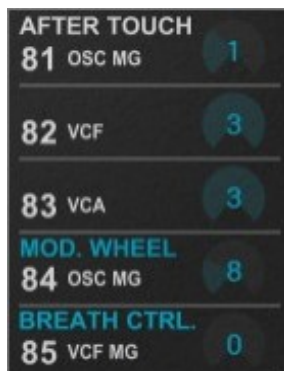 AFTER TOUCH
81 OSC MG 1
82 VCF 3
83 VCA 3
MOD. WHEEL
84 OSC MG 8
BREATH CTRL.
85 VCF MG 0